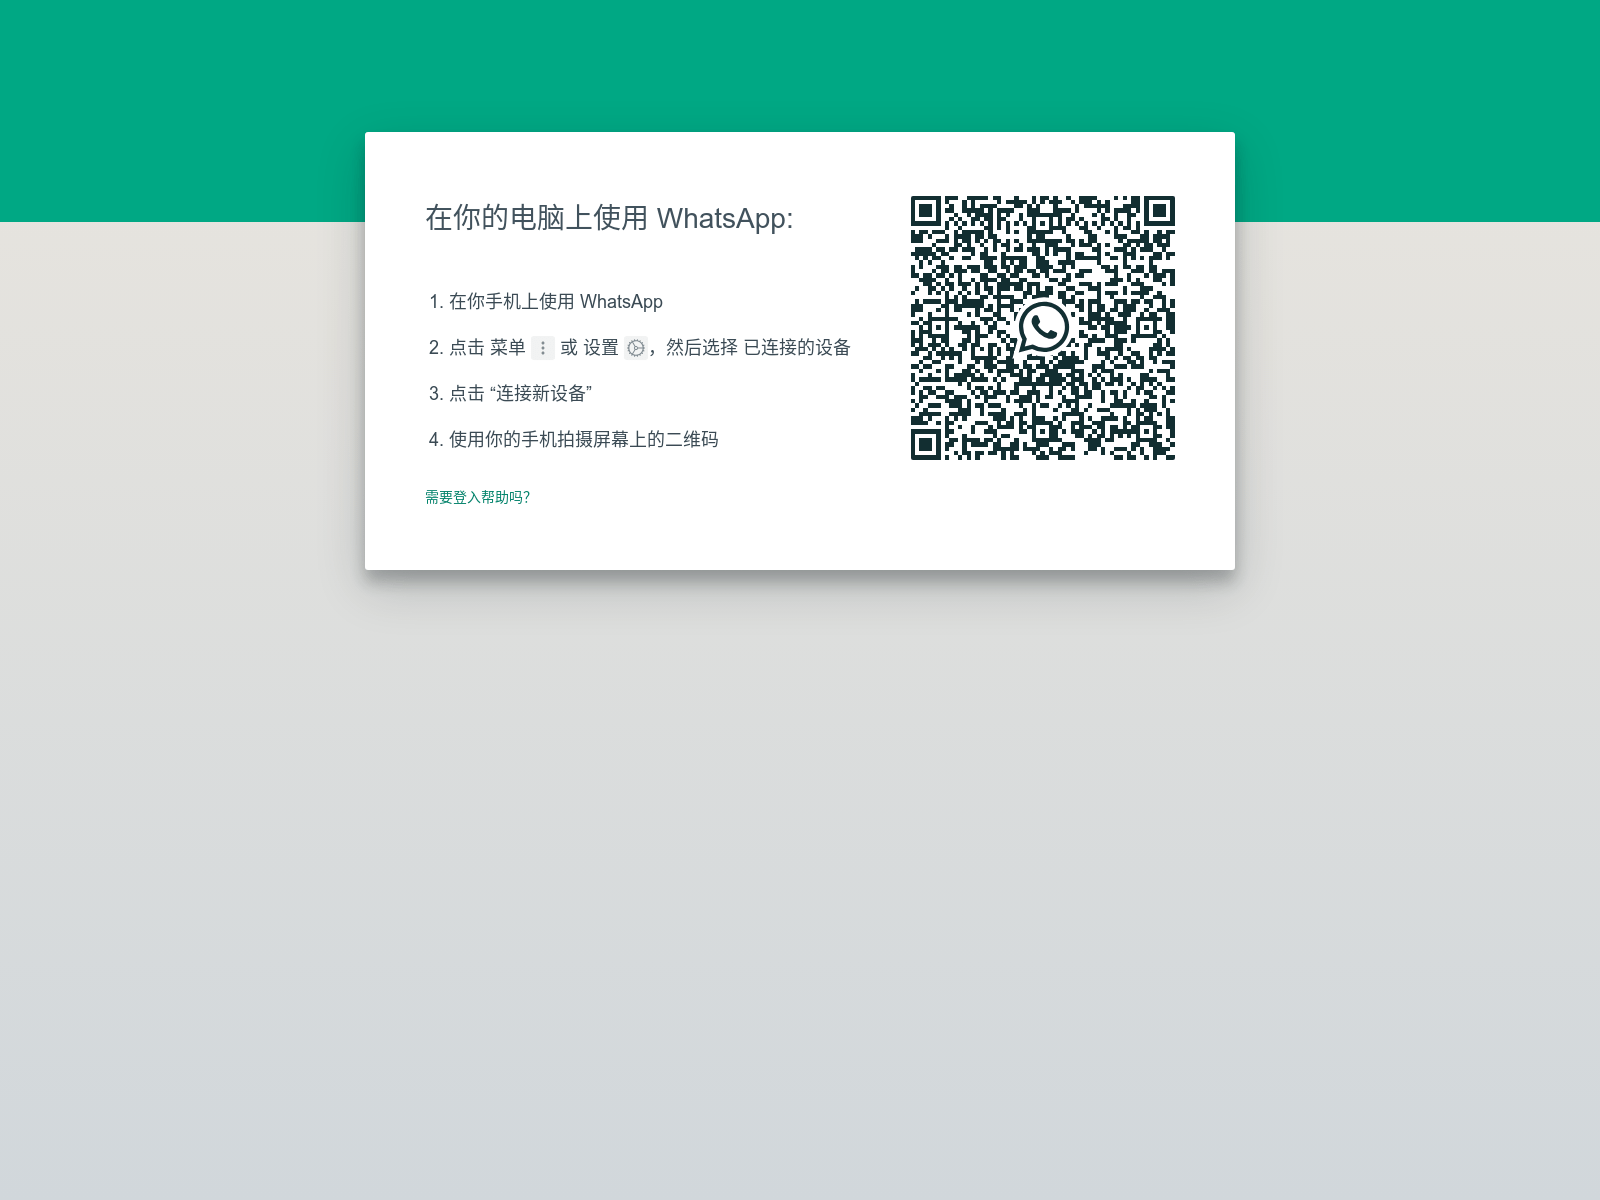 在你的电脑上使用 WhatsApp:
1. 在你手机上使用 WhatsApp
2. 点击 菜单 或 设置 ，然后选择 已连接的设备
3. 点击 “连接新设备”
4. 使用你的手机拍摄屏幕上的二维码
需要登入帮助吗？